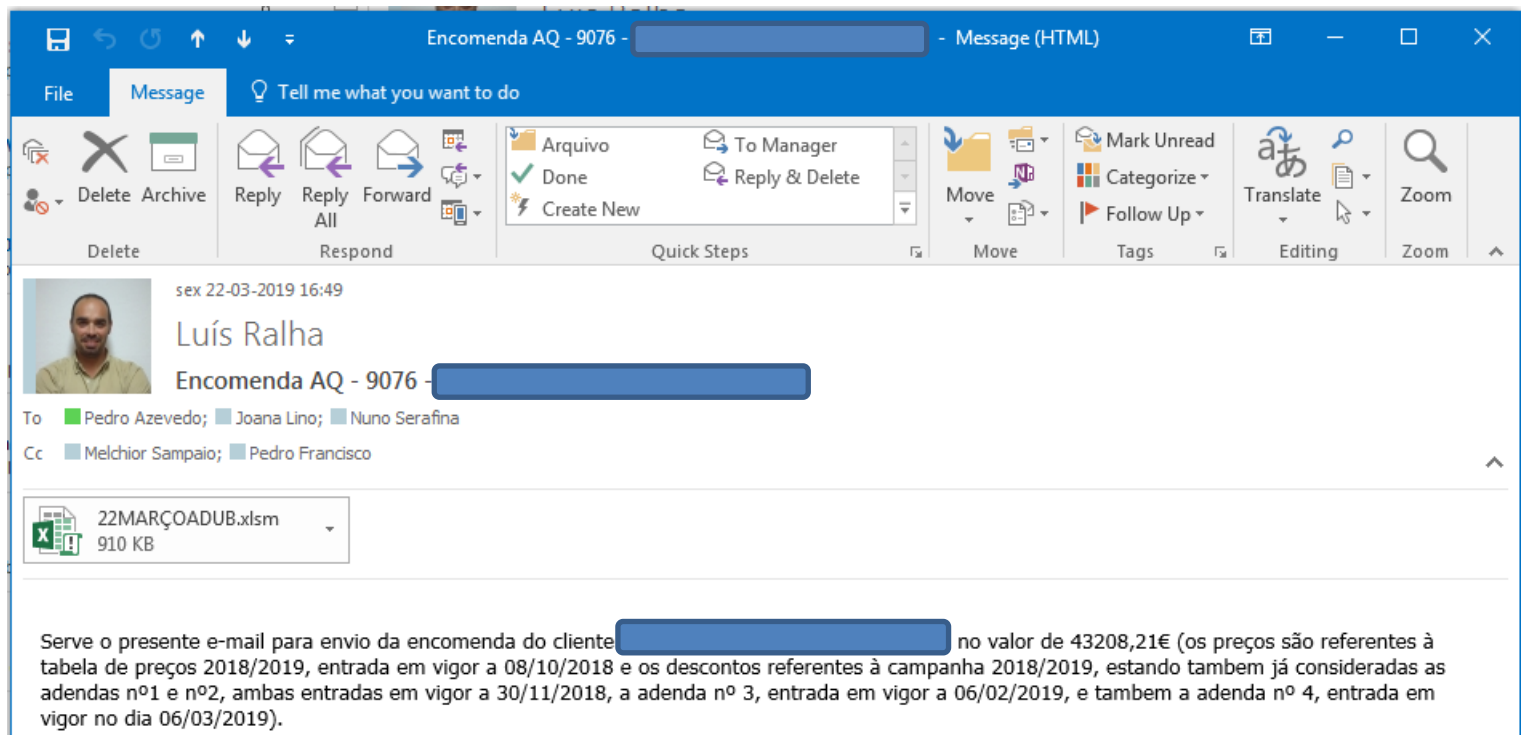 Encomenda AQ - 9076 - - Message (HTML)
File Message Tell me what you want to do
Delete Archive Reply Reply All Forward
Arquivo To Manager
Done Reply & Delete
Create New
Move Mark Unread
Categorize
Follow Up
Translate Zoom
Delete Respond Quick Steps Move Tags Editing Zoom
sex 22-03-2019 16:49
Luís Ralha
Encomenda AQ - 9076 -
To Pedro Azevedo; Joana Lino; Nuno Serafina
Cc Melchior Sampaio; Pedro Francisco
22MARÇOADUB.xlsm
910 KB
Serve o presente e-mail para envio da encomenda do cliente no valor de 43208,21€ (os preços são referentes à
tabela de preços 2018/2019, entrada em vigor a 08/10/2018 e os descontos referentes à campanha 2018/2019, estando tambem já consideradas as
adendas nº1 e nº2, ambas entradas em vigor a 30/11/2018, a adenda nº 3, entrada em vigor a 06/02/2019, e tambem a adenda nº 4, entrada em
vigor no dia 06/03/2019).